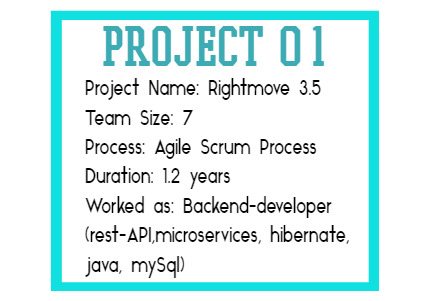 PROJECT 01
Project Name: Rightmove 3.5
Team Size: 7
Process: Agile Scrum Process
Duration: 1.2 years
Worked as: Backend-developer
(rest-API,microservices, hibernate,
java, mySql)